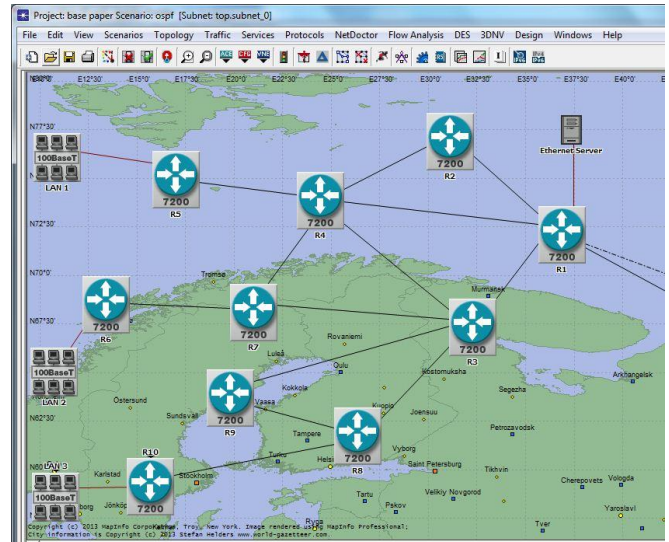 Project: base paper Scenario: ospf [Subnet: top.subnet_0]
File Edit View Scenarios Topology Traffic Services Protocols NetDoctor Flow Analysis DES 3DNV Design Windows Help
E12°30' E15°0' E17°30' E20°0' E22°30' E25°0' E27°30' E30°0' E32°30' E35°0' E37°30' E40°0'
N77°30'
100BaseT
LAN 1
7200
R5
7200
R4
7200
R2
Ethernet Server
7200
R1
N75°0'
N72°30'
N70°0'
Tromsø
Murmansk
7200
R6
7200
R7
7200
R3
N67°30'
Rovaniemi
Luleå
Oulu
Kostomuksha
Arkhangelsk
100BaseT
LAN 2
N65°0'
Östersund
Kokkola
Vaasa
7200
R9
Kuopio
Joensuu
Segezha
N62°30'
Sundsvall
Tampere
7200
R8
Petrozavodsk
Vyborg
Turku
Helsi
Saint Petersburg
LAN 3
N60
R10
7200
Karlstad
Stockholm
Tikhvin
100BaseT
borg
Jönköp
Tartu
Pskov
Velikiy Novgorod
Cherepovets
Vologda
Yaroslavl
Tver
Riga
Kalmar
Copyright (c) 2013 MapInfo Corporation, Troy, New York. Image rendered using MapInfo Professional;
City information is Copyright (c) 2013 Stefan Helders www.world-gazetteer.com.